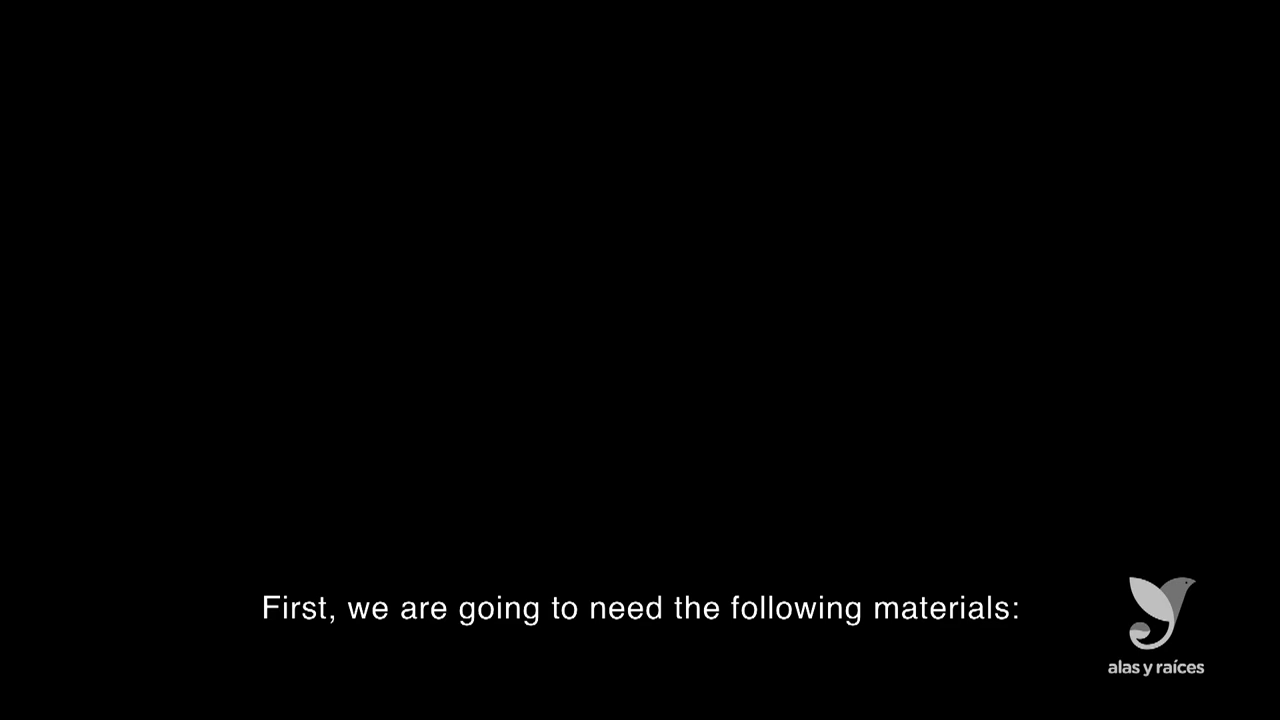 First, we are going to need the following materials:
alas y raíces